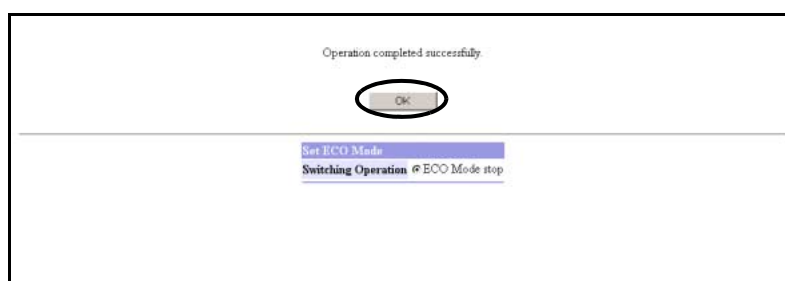 Operation completed successfully.
OK
Set ECO Mode
Switching Operation ECO Mode stop